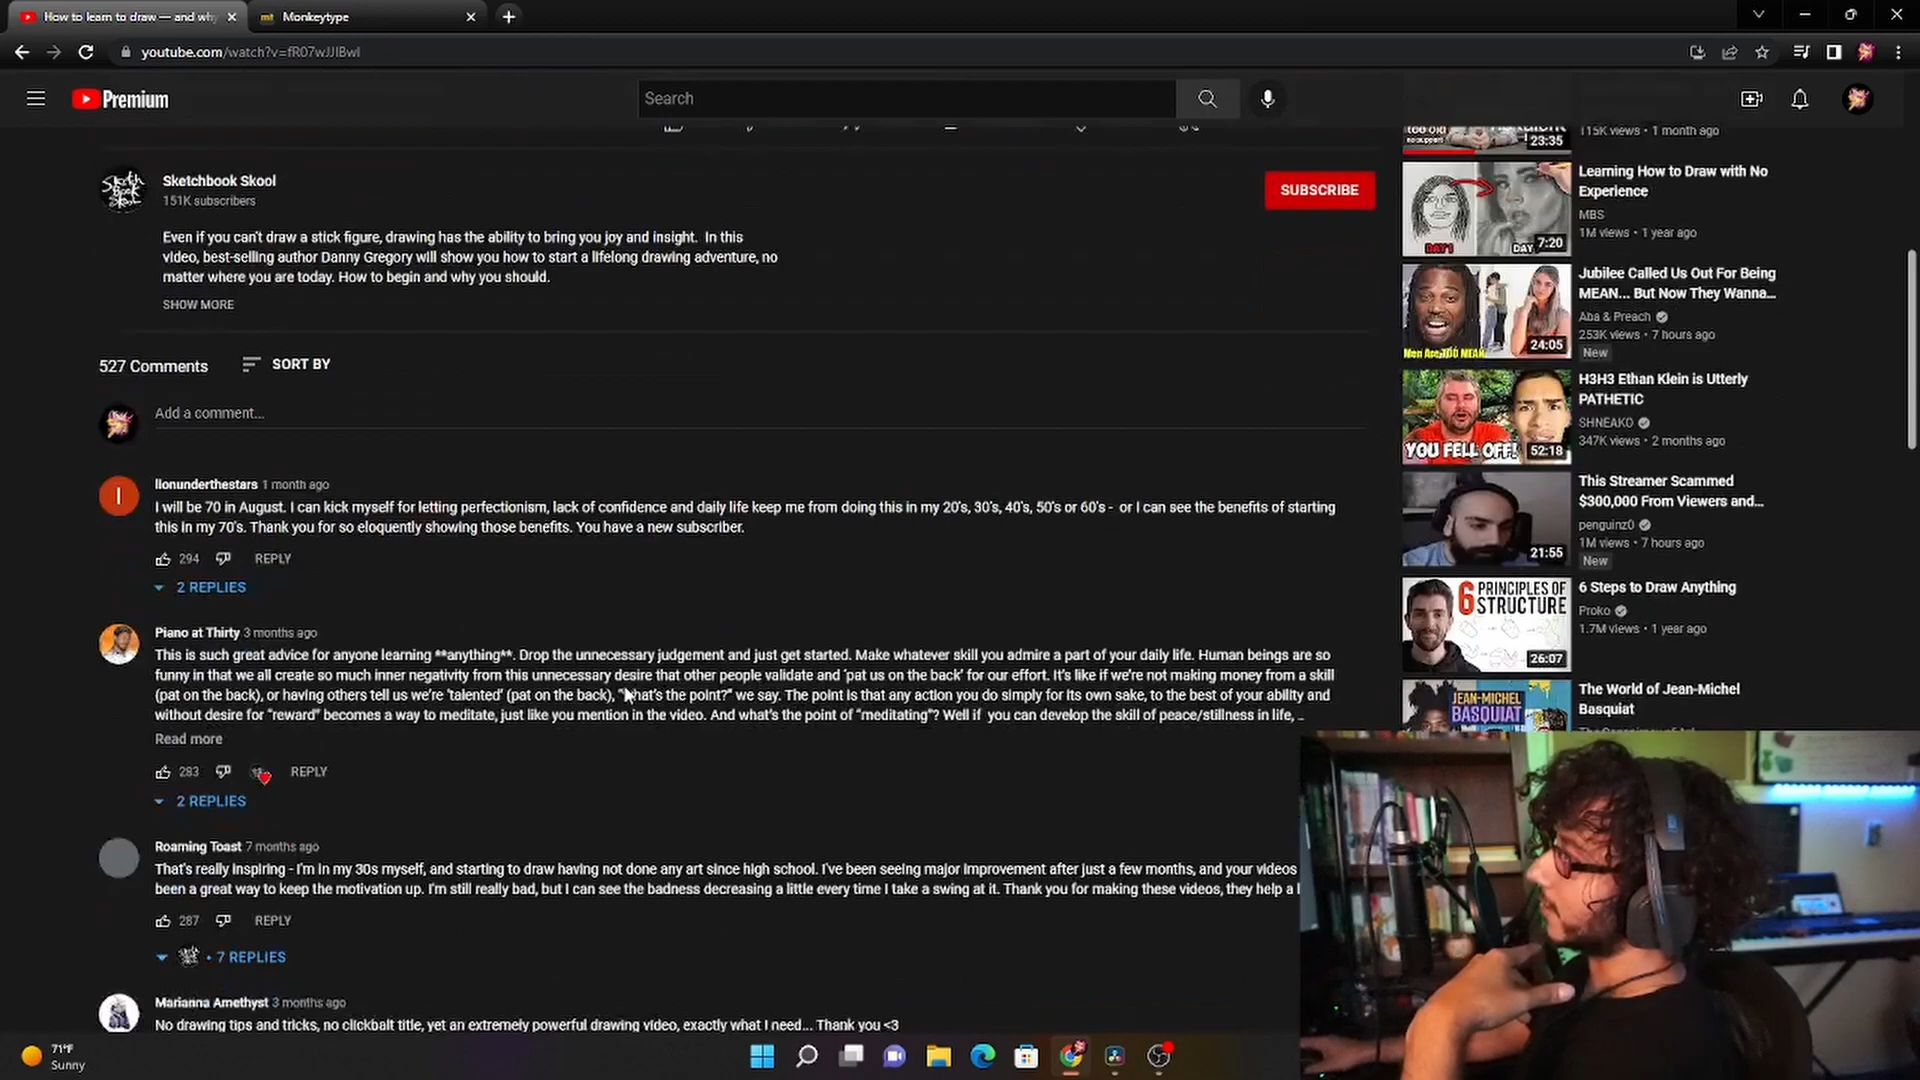 How to learn to draw — and why
Monkeytype
youtube.com/watch?v=fR07wJJIBwI
Premium
Search
Sketchbook Skool
151K subscribers
SUBSCRIBE
Even if you can't draw a stick figure, drawing has the ability to bring you joy and insight. In this
video, best-selling author Danny Gregory will show you how to start a lifelong drawing adventure, no
matter where you are today. How to begin and why you should.
SHOW MORE
527 Comments
SORT BY
Add a comment...
lionunderthestars 1 month ago
I will be 70 in August. I can kick myself for letting perfectionism, lack of confidence and daily life keep me from doing this in my 20's, 30's, 40's, 50's or 60's - or I can see the benefits of starting
this in my 70's. Thank you for so eloquently showing those benefits. You have a new subscriber.
294
REPLY
2 REPLIES
Piano at Thirty 3 months ago
This is such great advice for anyone learning **anything**. Drop the unnecessary judgement and just get started. Make whatever skill you admire a part of your daily life. Human beings are so
funny in that we all create so much inner negativity from this unnecessary desire that other people validate and 'pat us on the back' for our effort. It's like if we're not making money from a skill
(pat on the back), or having others tell us we're 'talented' (pat on the back), "what's the point?" we say. The point is that any action you do simply for its own sake, to the best of your ability and
without desire for "reward" becomes a way to meditate, just like you mention in the video. And what's the point of "meditating"? Well if you can develop the skill of peace/stillness in life, ...
Read more
283
REPLY
2 REPLIES
Roaming Toast 7 months ago
That's really inspiring - I'm in my 30s myself, and starting to draw having not done any art since high school. I've been seeing major improvement after just a few months, and your videos
been a great way to keep the motivation up. I'm still really bad, but I can see the badness decreasing a little every time I take a swing at it. Thank you for making these videos, they help a
287
REPLY
• 7 REPLIES
Marianna Amethyst 3 months ago
No drawing tips and tricks, no clickbait title, yet an extremely powerful drawing video, exactly what I need... Thank you <3
23:35
115K views • 1 month ago
DAY 1
DAY
7:20
Learning How to Draw with No
Experience
MBS
1M views • 1 year ago
Men Are TOO MEAN
24:05
Jubilee Called Us Out For Being
MEAN... But Now They Wanna...
Aba & Preach
253K views • 7 hours ago
New
YOU FELL OFF!
52:18
H3H3 Ethan Klein is Utterly
PATHETIC
SHNEAKO
347K views • 2 months ago
21:55
This Streamer Scammed
$300,000 From Viewers and...
penguinz0
1M views • 7 hours ago
New
6 PRINCIPLES OF
STRUCTURE
26:07
6 Steps to Draw Anything
Proko
1.7M views • 1 year ago
JEAN-MICHEL
BASQUIAT
The World of Jean-Michel
Basquiat
71°F
Sunny